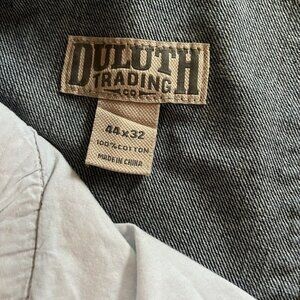 DULUTH
TRADING
CO
44x32
100% COTTON
MADE IN CHINA